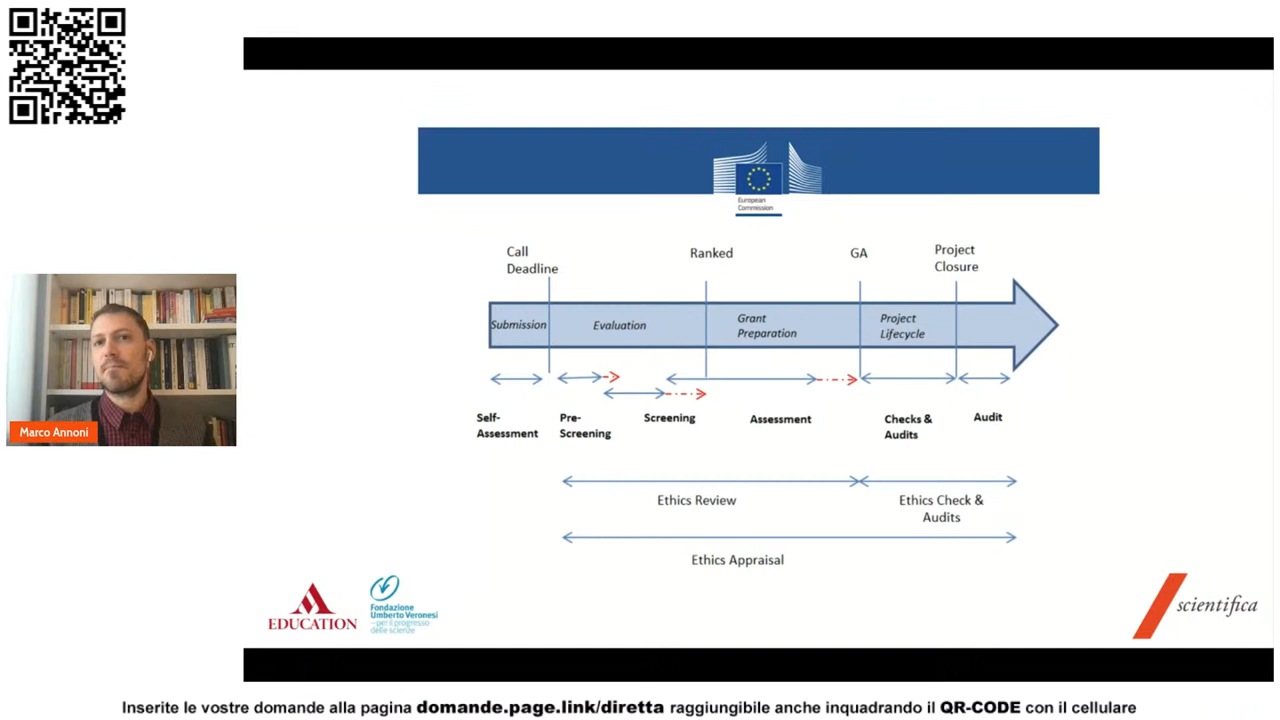 European
Commission
Call
Deadline
Ranked
GA
Project
Closure
Submission
Evaluation
Grant
Preparation
Project
Lifecycle
Self-
Assessment
Pre-
Screening
Screening
Assessment
Checks &
Audits
Audit
Ethics Review
Ethics Check &
Audits
Ethics Appraisal
Marco Annoni
EDUCATION
Fondazione
Umberto Veronesi
–per il progresso
delle scienze
scientifica
Inserite le vostre domande alla pagina domande.page.link/diretta raggiungibile anche inquadrando il QR-CODE con il cellulare